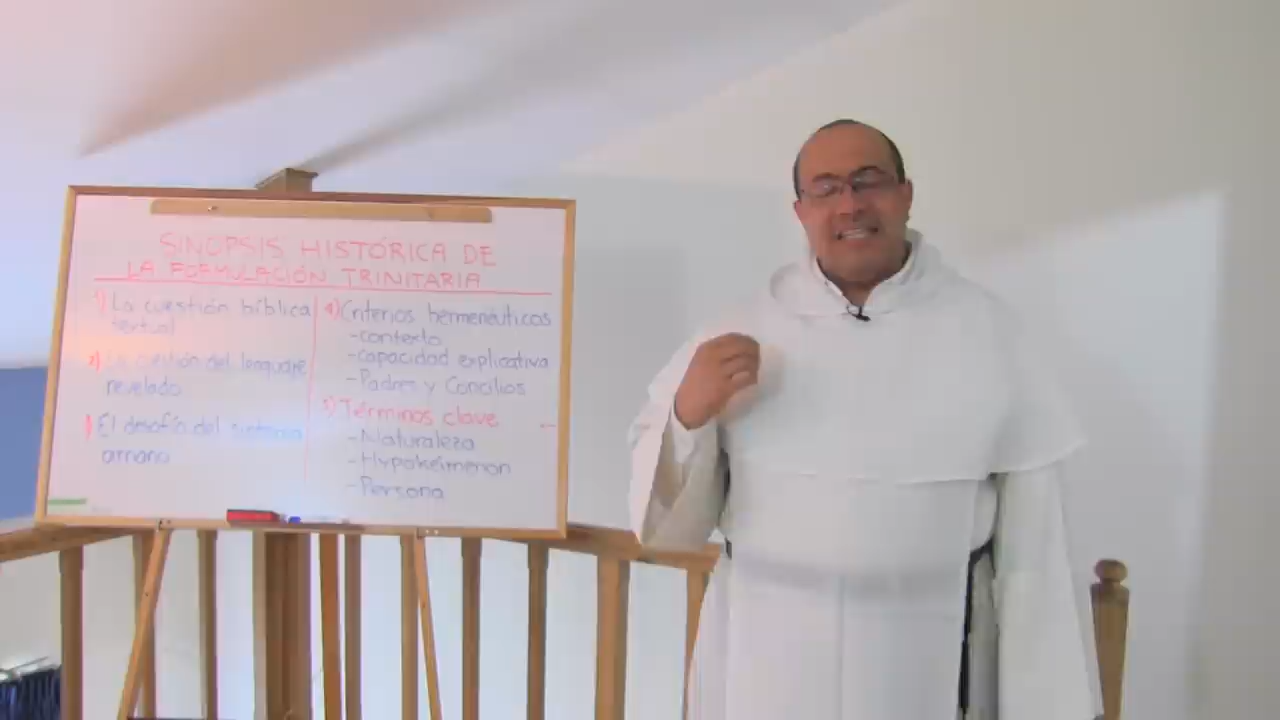 SINOPSIS HISTÓRICA DE
LA FORMULACIÓN TRINITARIA
1) La cuestión bíblica
textual
2) La cuestión del lenguaje
revelado
3) El desafío del sistema
arriano
4) Criterios hermenéuticos
- contexto
- capacidad explicativa
- Padres y Concilios
5) Términos clave
- Naturaleza
- Hypokeimenon
- Persona